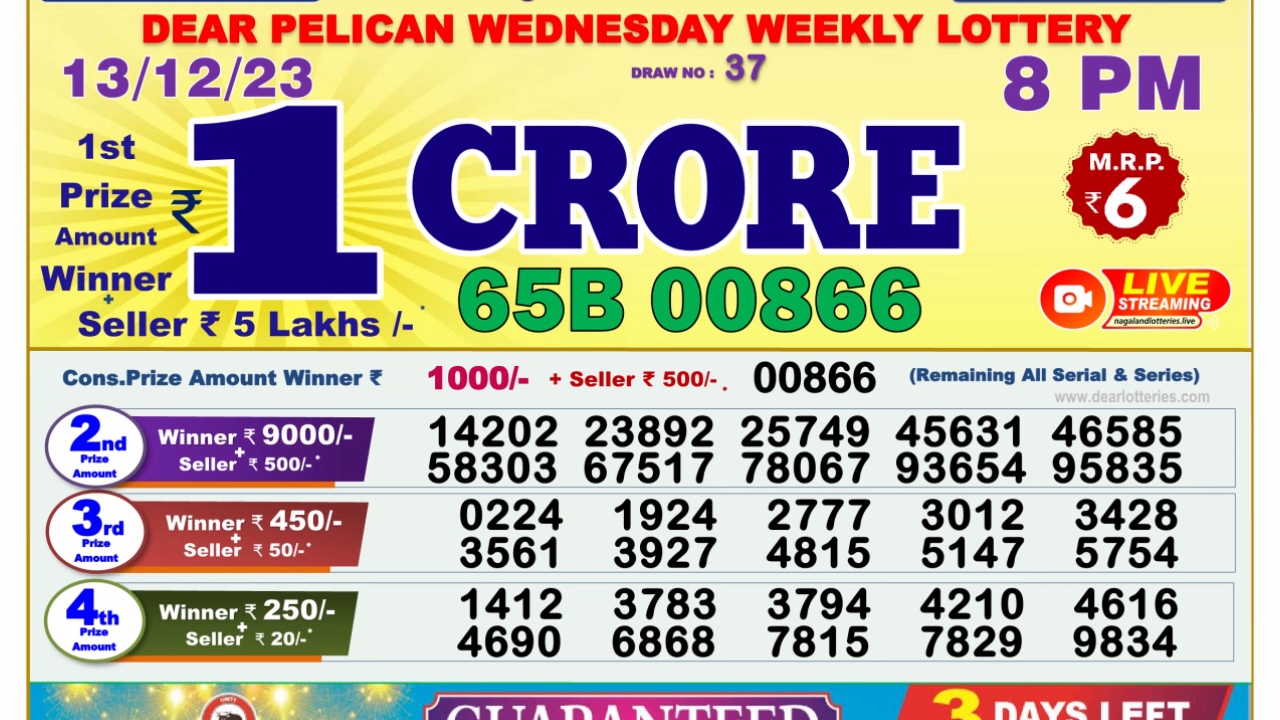 DEAR PELICAN WEDNESDAY WEEKLY LOTTERY
13/12/23
DRAW NO : 37
8 PM
1st
Prize
Amount
Winner
+
Seller ₹ 5 Lakhs /-
₹ 1 CRORE
65B 00866
M.R.P.
₹ 6
LIVE
STREAMING
nagalandlotteries.live
Cons.Prize Amount Winner ₹ 1000/- + Seller ₹ 500/- . 00866 (Remaining All Serial & Series)
www.dearlotteries.com
2nd
Prize
Amount
Winner ₹ 9000/-
+
Seller ₹ 500/-*
14202 23892 25749 45631 46585
58303 67517 78067 93654 95835
3rd
Prize
Amount
Winner ₹ 450/-
+
Seller ₹ 50/-*
0224 1924 2777 3012 3428
3561 3927 4815 5147 5754
4th
Prize
Amount
Winner ₹ 250/-
+
Seller ₹ 20/-*
1412 3783 3794 4210 4616
4690 6868 7815 7829 9834
GUARANTEED
3 DAYS LEFT